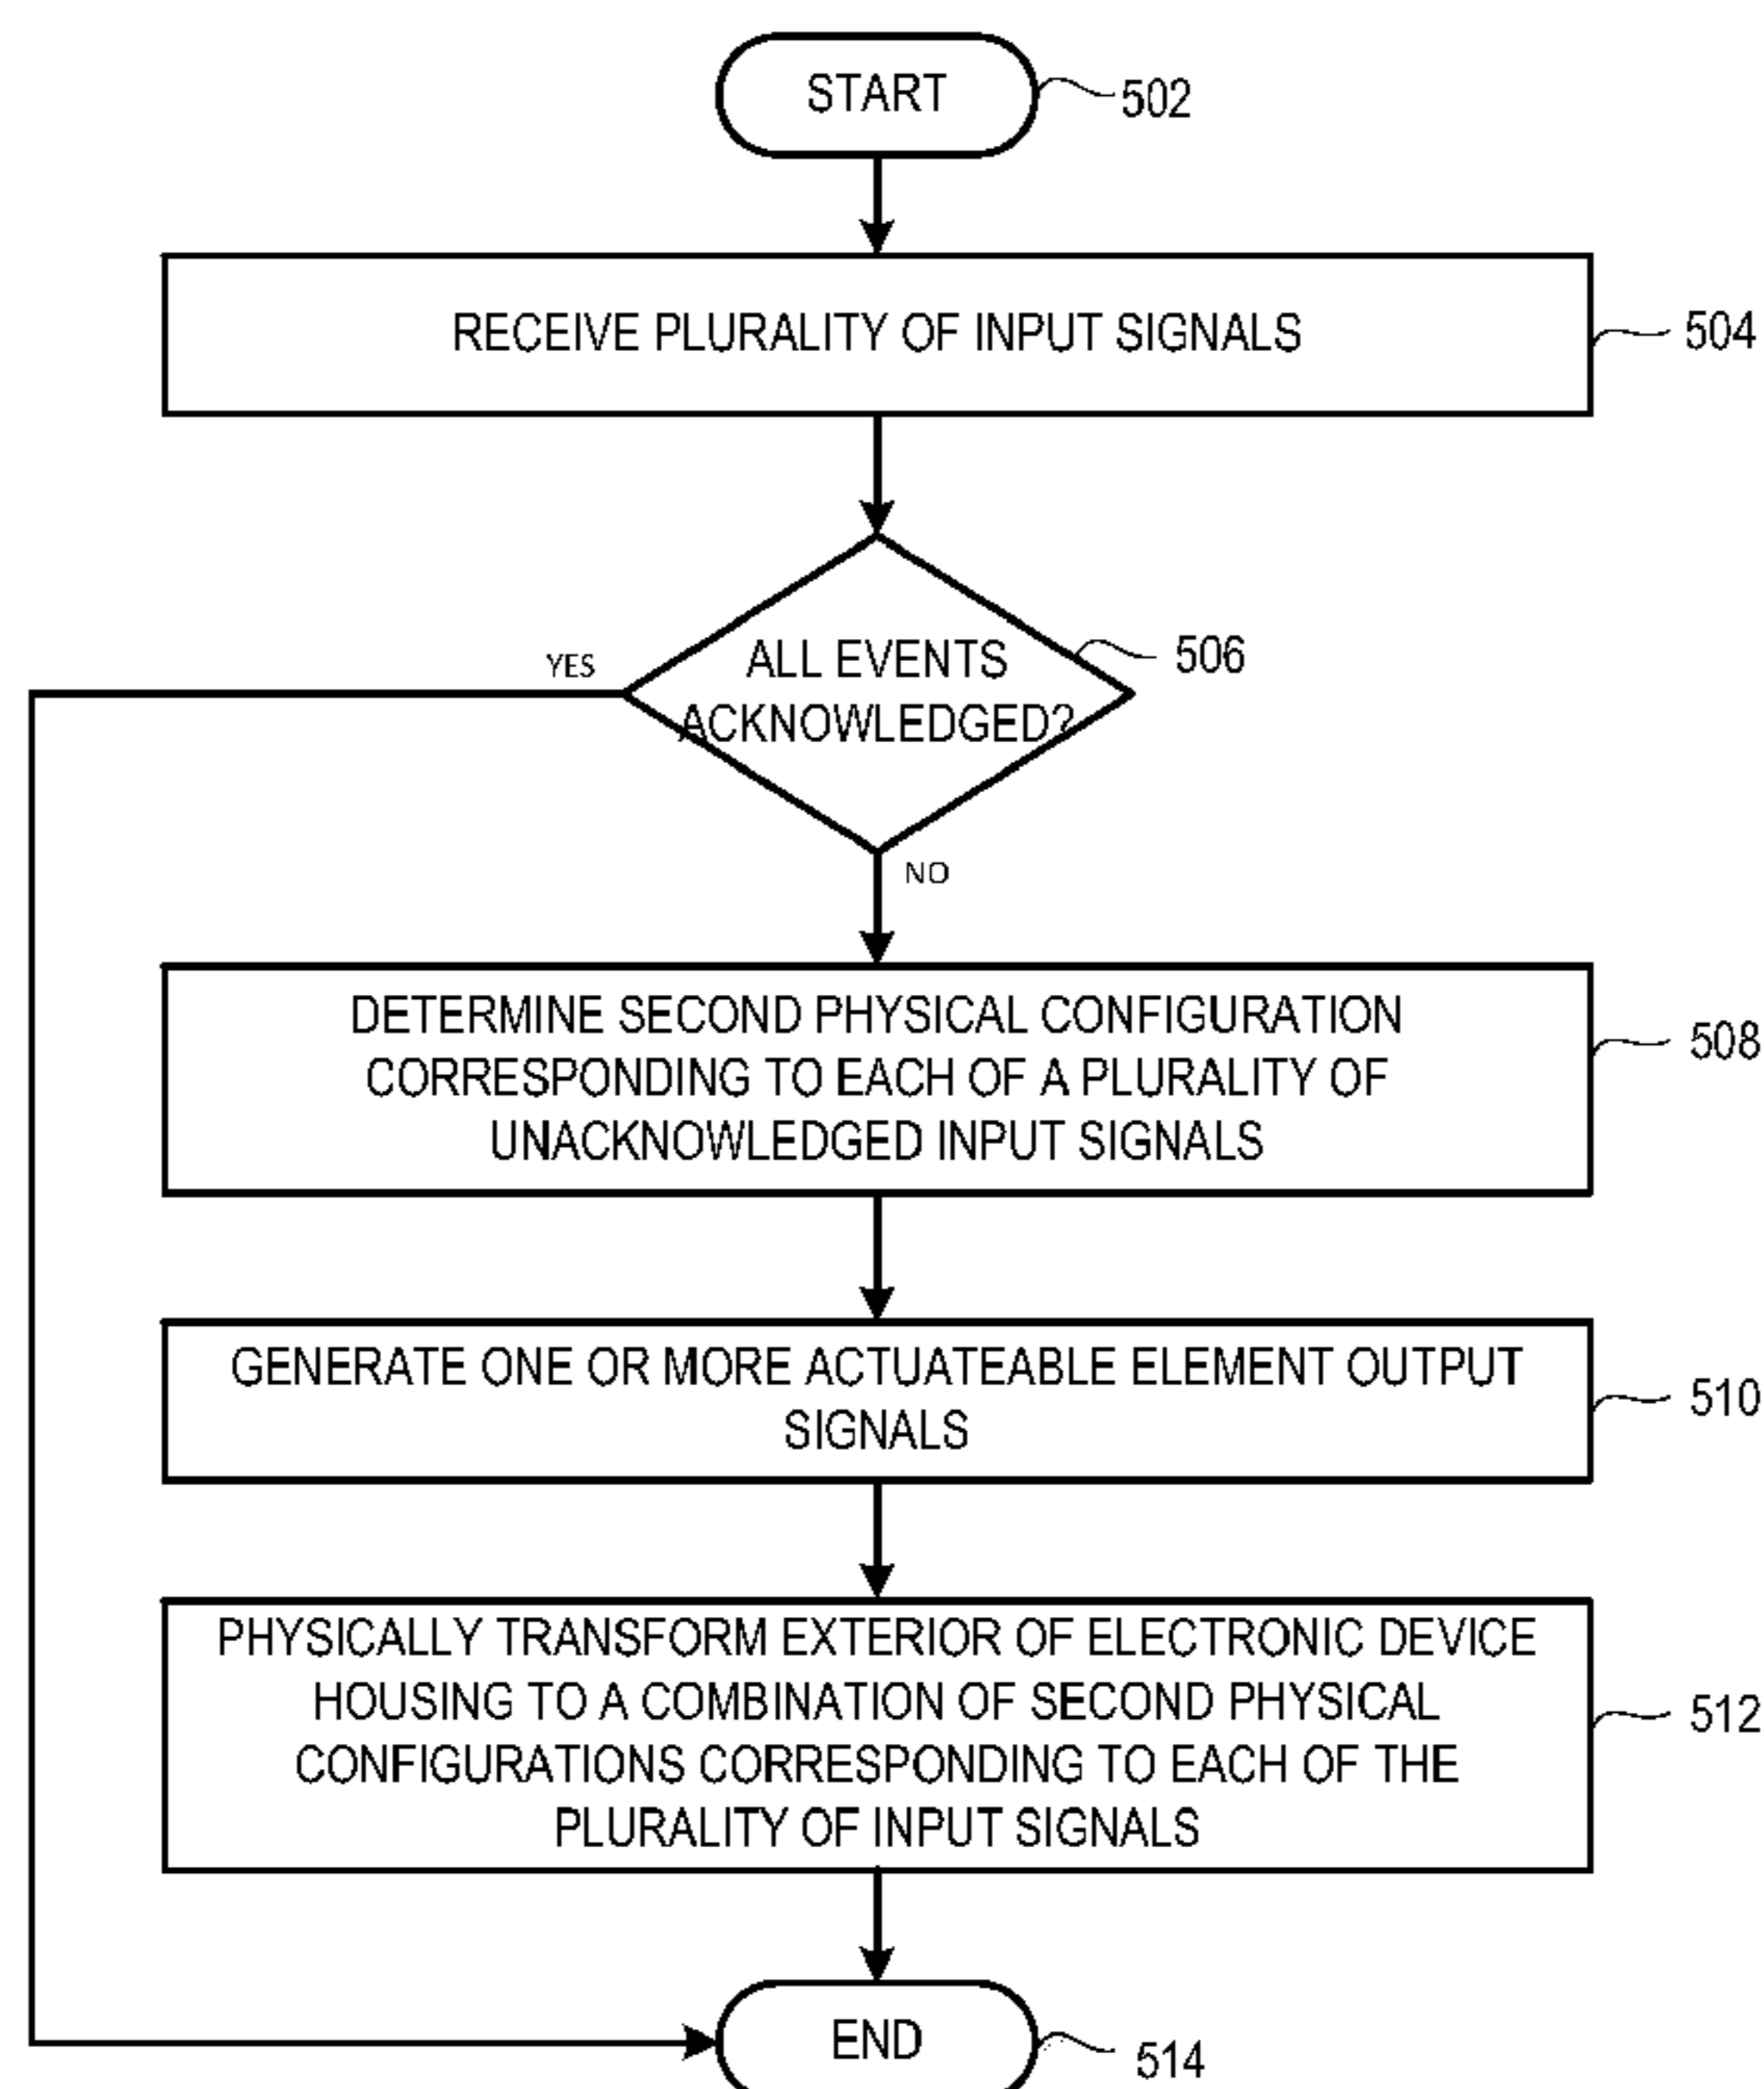 START
502
RECEIVE PLURALITY OF INPUT SIGNALS
504
ALL EVENTS
ACKNOWLEDGED?
506
YES
NO
DETERMINE SECOND PHYSICAL CONFIGURATION
CORRESPONDING TO EACH OF A PLURALITY OF
UNACKNOWLEDGED INPUT SIGNALS
508
GENERATE ONE OR MORE ACTUATEABLE ELEMENT OUTPUT
SIGNALS
510
PHYSICALLY TRANSFORM EXTERIOR OF ELECTRONIC DEVICE
HOUSING TO A COMBINATION OF SECOND PHYSICAL
CONFIGURATIONS CORRESPONDING TO EACH OF THE
PLURALITY OF INPUT SIGNALS
512
END
514